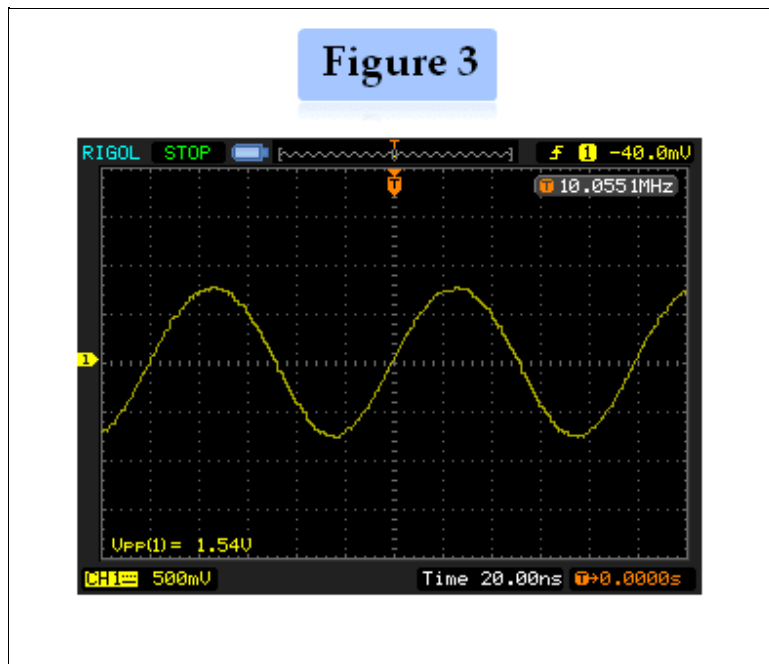 Figure 3
RIGOL STOP T 1 -40.0mV
T
T 10.0551MHz
1
Vpp(1)= 1.54V
CH1 500mV Time 20.00ns T→0.0000s